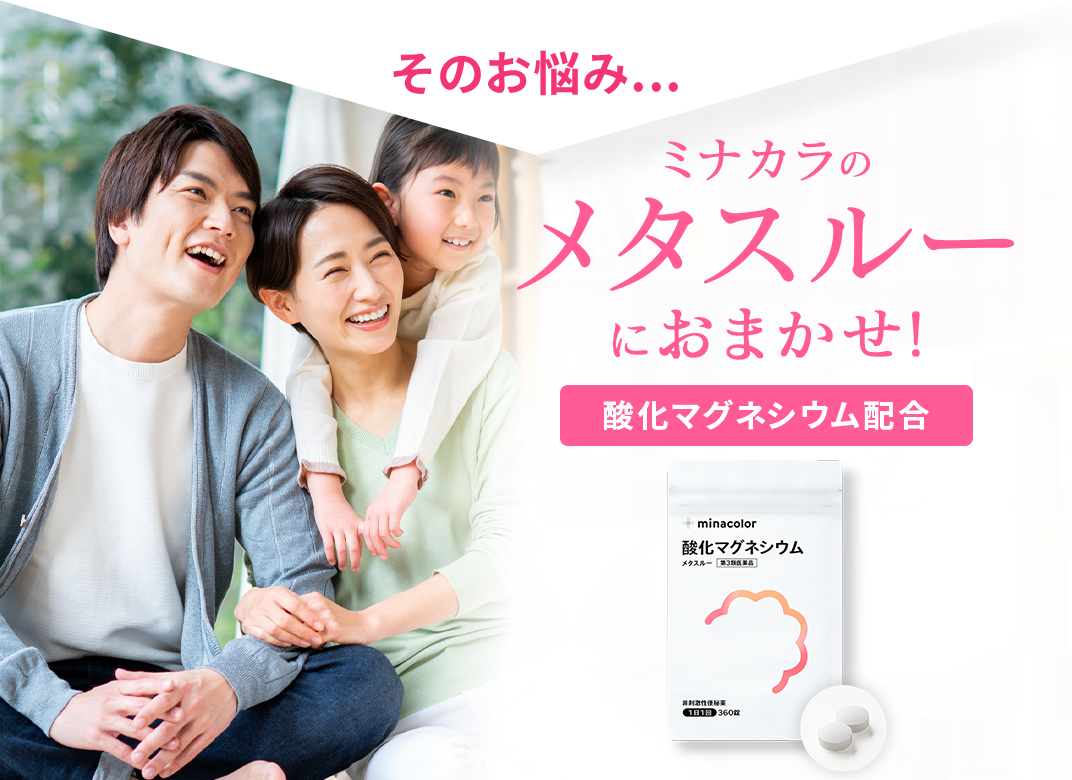 そのお悩み...
ミナカラの
メタスルー
におまかせ!
酸化マグネシウム配合
minacolor
酸化マグネシウム
メタスルー 第3類医薬品
非刺激性便秘薬
1日1回 360錠